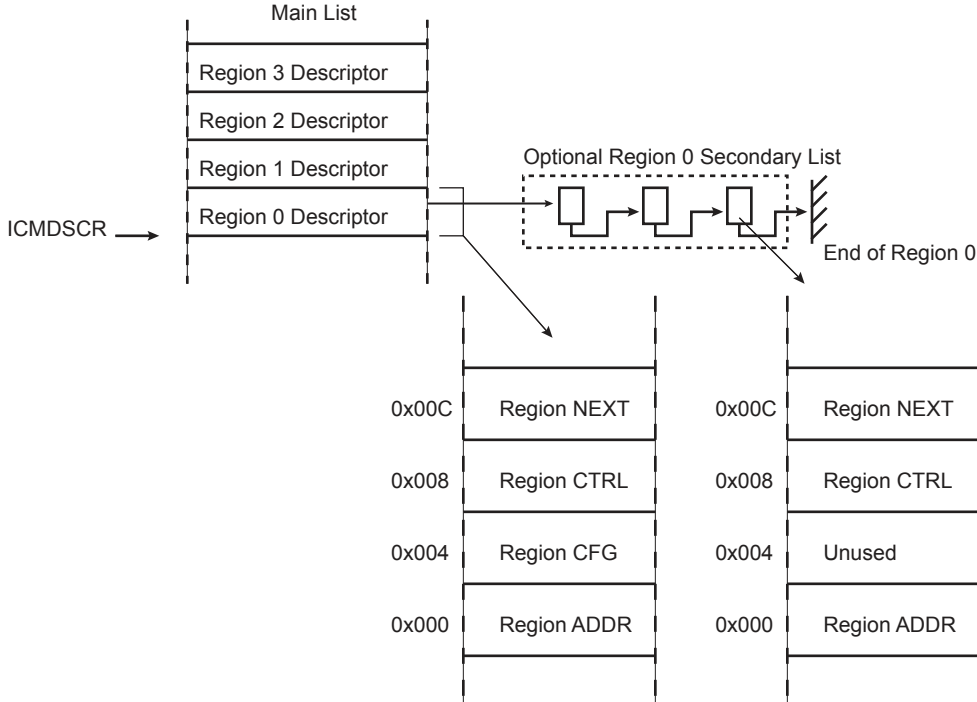 Main List
Region 3 Descriptor
Region 2 Descriptor
Region 1 Descriptor
Region 0 Descriptor
ICMDSCR
Optional Region 0 Secondary List
End of Region 0
0x00C Region NEXT
0x008 Region CTRL
0x004 Region CFG
0x000 Region ADDR
0x00C Region NEXT
0x008 Region CTRL
0x004 Unused
0x000 Region ADDR